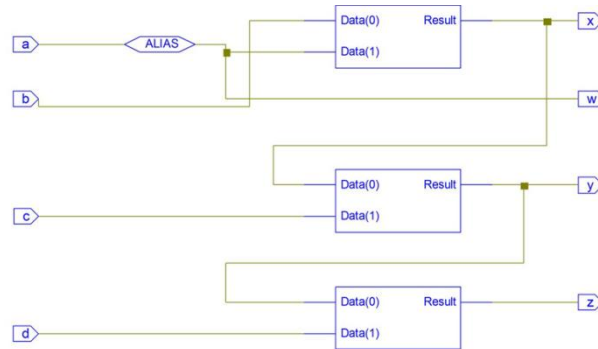 Data(0) Result x
a ALIAS
Data(1)
b w
Data(0) Result y
c Data(1)
Data(0) Result z
d Data(1)